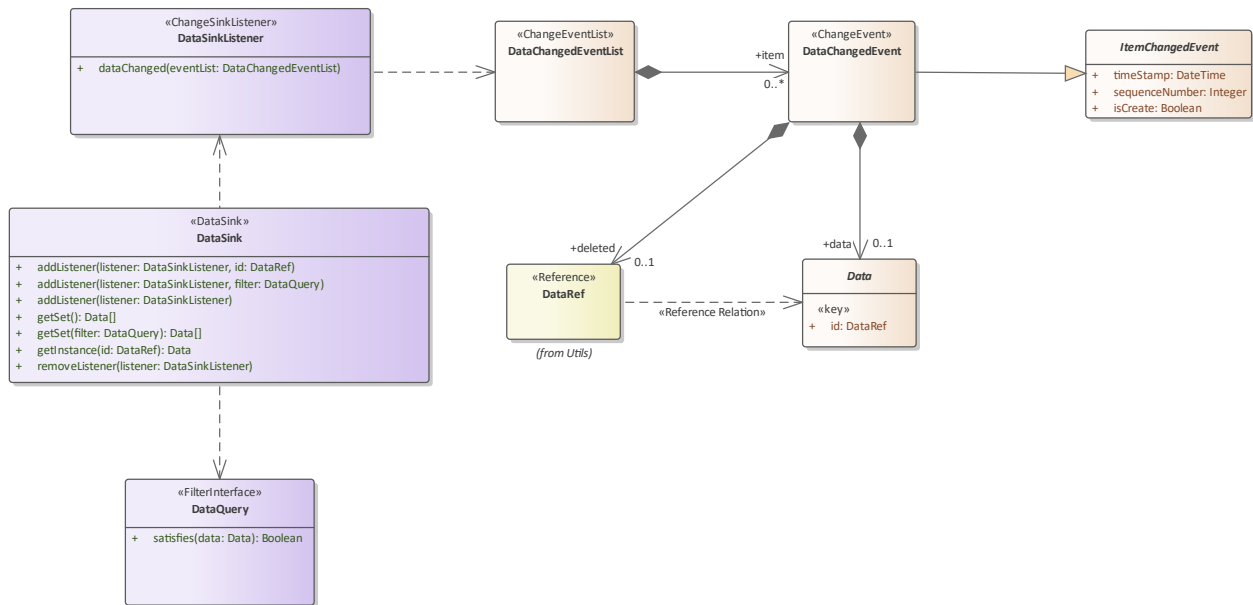 «ChangeSinkListener»
DataSinkListener
+ dataChanged(eventList: DataChangedEventList)
«ChangeEventList»
DataChangedEventList
+item
0..*
«ChangeEvent»
DataChangedEvent
ItemChangedEvent
+ timeStamp: DateTime
+ sequenceNumber: Integer
+ isCreate: Boolean
«DataSink»
DataSink
+ addListener(listener: DataSinkListener, id: DataRef)
+ addListener(listener: DataSinkListener, filter: DataQuery)
+ addListener(listener: DataSinkListener)
+ getSet(): Data[]
+ getSet(filter: DataQuery): Data[]
+ getInstance(id: DataRef): Data
+ removeListener(listener: DataSinkListener)
+deleted
0..1
+data
0..1
«Reference»
DataRef
(from Utils)
«Reference Relation»
Data
«key»
+ id: DataRef
«FilterInterface»
DataQuery
+ satisfies(data: Data): Boolean